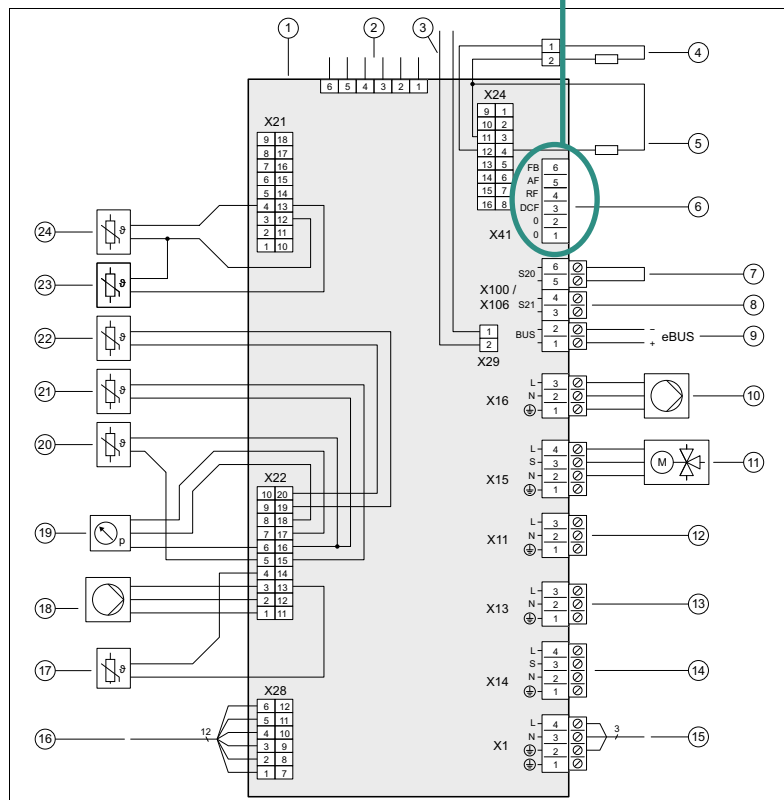 1 2 3 4
1
2
6 5 4 3 2 1
X24
9 1
10 2
11 3
12 4
13 5
14 6
15 7
16 8
5
X21
9 18
8 17
7 16
6 15
5 14
4 13
3 12
2 11
1 10
FB 6
AF 5
RF 4
DCF 3
0 2
0 1
X41
6
24
23
22
21
20
S20 6
5
7
X100 /
X106
S21 4
3
8
BUS 2
1
− eBUS
+
9
1
2
X29
X16
L 3
N 2
1
10
X15
L 4
S 3
N 2
1
M
11
X22
10 20
9 19
8 18
7 17
6 16
5 15
4 14
3 13
2 12
1 11
19
p
18
17
ϑ
ϑ
ϑ
ϑ
ϑ
ϑ
X11
L 3
N 2
1
12
X13
L 3
N 2
1
13
X14
L 4
S 3
N 2
1
14
X28
6 12
5 11
4 10
3 9
2 8
1 7
16
12
X1
L 4
N 3
2
1
3
15